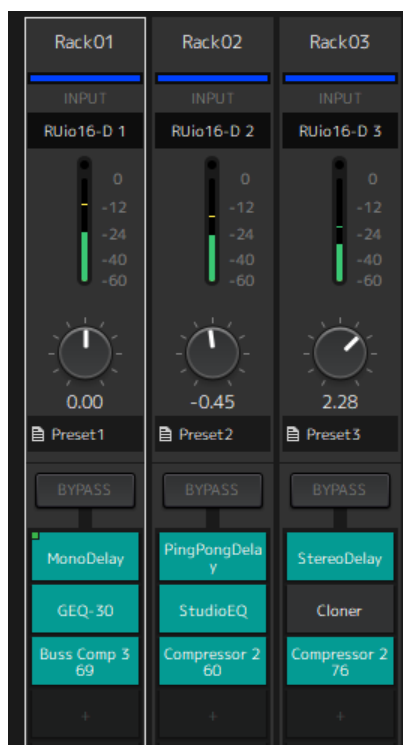 Rack01 Rack02 Rack03
INPUT INPUT INPUT
RUio16-D 1 RUio16-D 2 RUio16-D 3
0 0 0
-12 -12 -12
-24 -24 -24
-40 -40 -40
-60 -60 -60
0.00 -0.45 2.28
Preset1 Preset2 Preset3
BYPASS BYPASS BYPASS
MonoDelay PingPongDela
y StereoDelay
GEQ-30 StudioEQ Cloner
Buss Comp 3 Compressor 2 Compressor 2
69 60 76
+ + +